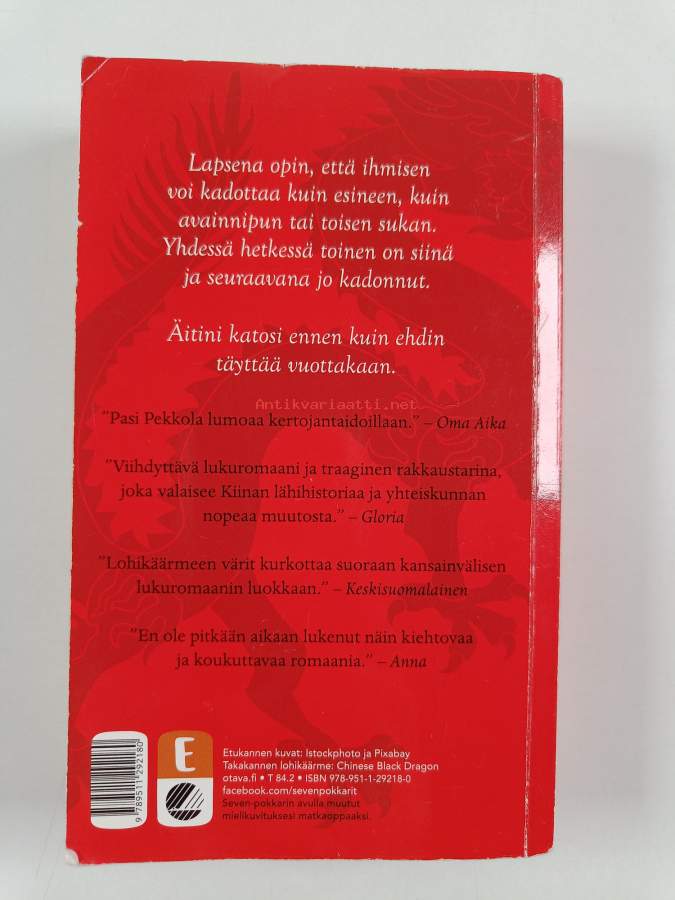 Lapsena opin, että ihmisen
voi kadottaa kuin esineen, kuin
avainnipun tai toisen sukan.
Yhdessä hetkessä toinen on siinä
ja seuraavana jo kadonnut.
Äitini katosi ennen kuin ehdin
täyttää vuottakaan.
Antikvariaatti.net
"Pasi Pekkola lumoaa kertojantaidoillaan." – Oma Aika
"Viihdyttävä lukuromaani ja traaginen rakkaustarina,
joka valaisee Kiinan lähihistoriaa ja yhteiskunnan
nopeaa muutosta." – Gloria
"Lohikäärmeen värit kurkottaa suoraan kansainvälisen
lukuromaanin luokkaan." – Keskisuomalainen
"En ole pitkään aikaan lukenut näin kiehtovaa
ja koukuttavaa romaania." – Anna
9 789511 292180
E
Etukannen kuvat: Istockphoto ja Pixabay
Takakannen lohikäärme: Chinese Black Dragon
otava.fi • T 84.2 • ISBN 978-951-1-29218-0
facebook.com/sevenpokkarit
Seven-pokkarin avulla muutut
mielikuvituksesi matkaoppaaksi.